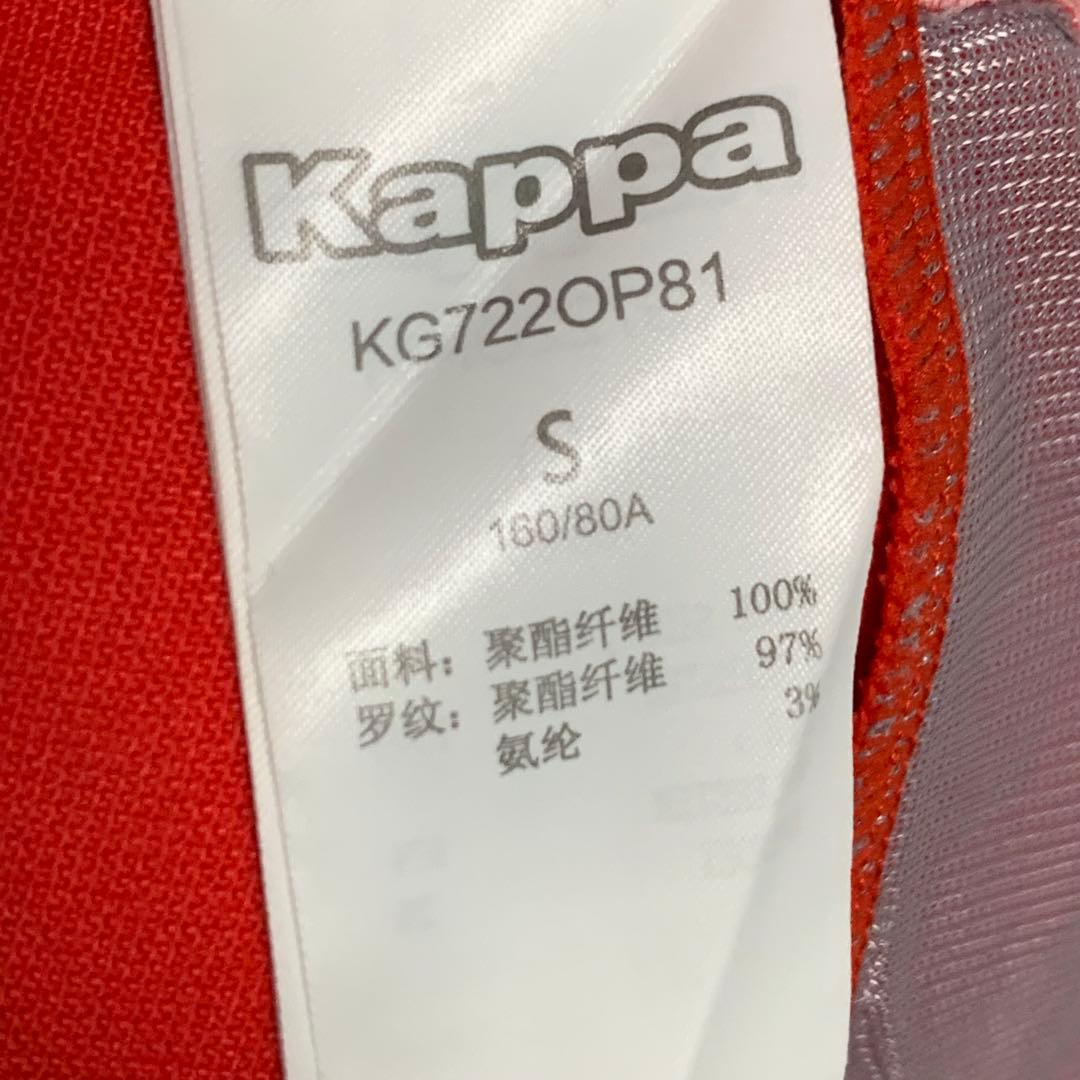 Kappa
KG722OP81
S
160/80A
面料：聚酯纤维 100%
罗纹：聚酯纤维 97%
氨纶 3%